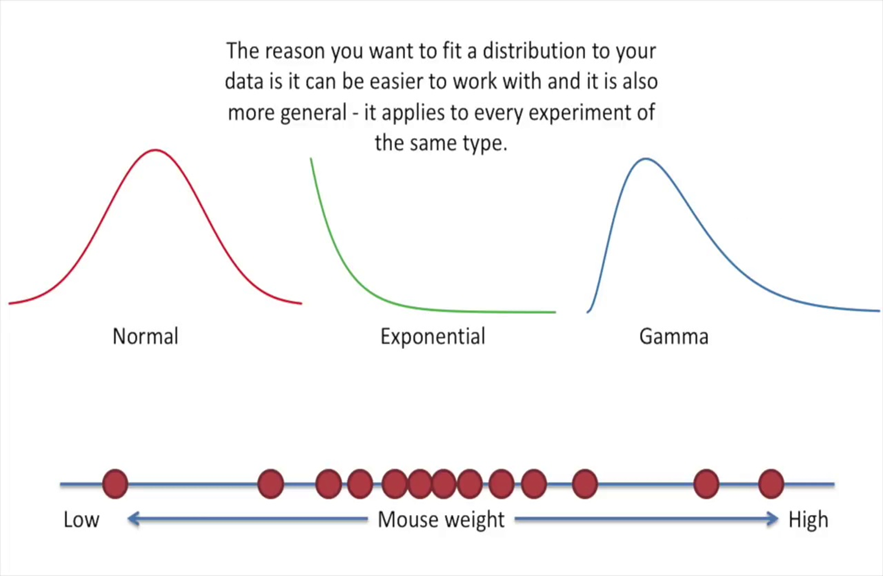 The reason you want to fit a distribution to your
data is it can be easier to work with and it is also
more general - it applies to every experiment of
the same type.
Normal
Exponential
Gamma
Low
Mouse weight
High